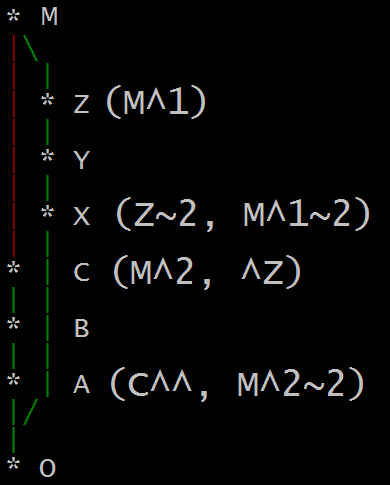 * M
* Z (M^1)
* Y
* X (Z~2, M^1~2)
* C (M^2, ^Z)
* B
* A (C^^, M^2~2)
* O